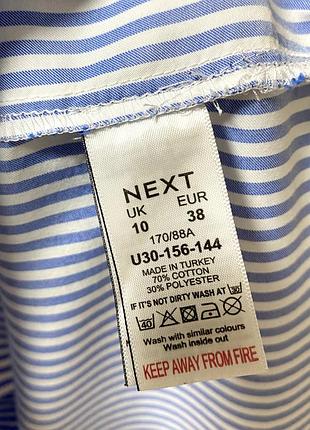 NEXT
UK EUR
10 38
170/88A
U30-156-144
MADE IN TURKEY
70% COTTON
30% POLYESTER
IF IT'S NOT DIRTY WASH AT
40
Wash with similar colours
Wash inside out
KEEP AWAY FROM FIRE